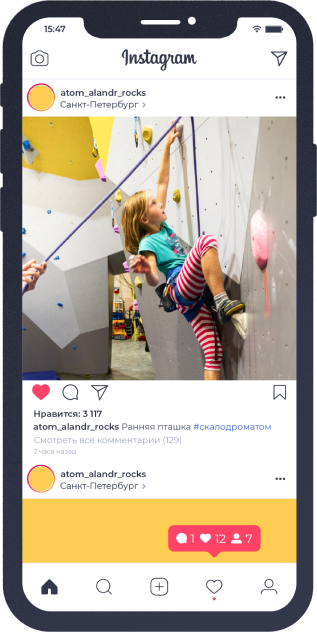 15:47
Instagram
atom_alandr_rocks
Санкт-Петербург >
Нравится: 3 117
atom_alandr_rocks Ранняя пташка #скалодроматом
Смотреть все комментарии (129)
2 часа назад
atom_alandr_rocks
Санкт-Петербург >
1 12 7